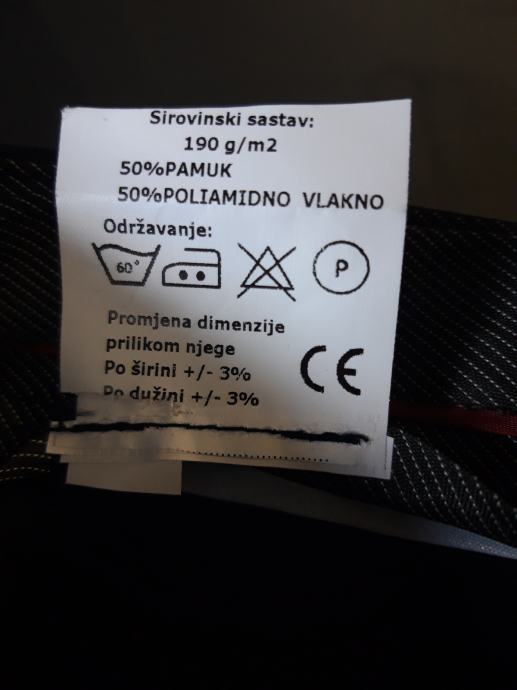 Sirovinski sastav:
190 g/m2
50%PAMUK
50%POLIAMIDNO VLAKNO
Održavanje:
60°
P
Promjena dimenzije
prilikom njege
Po širini +/- 3%
Po dužini +/- 3%
CE